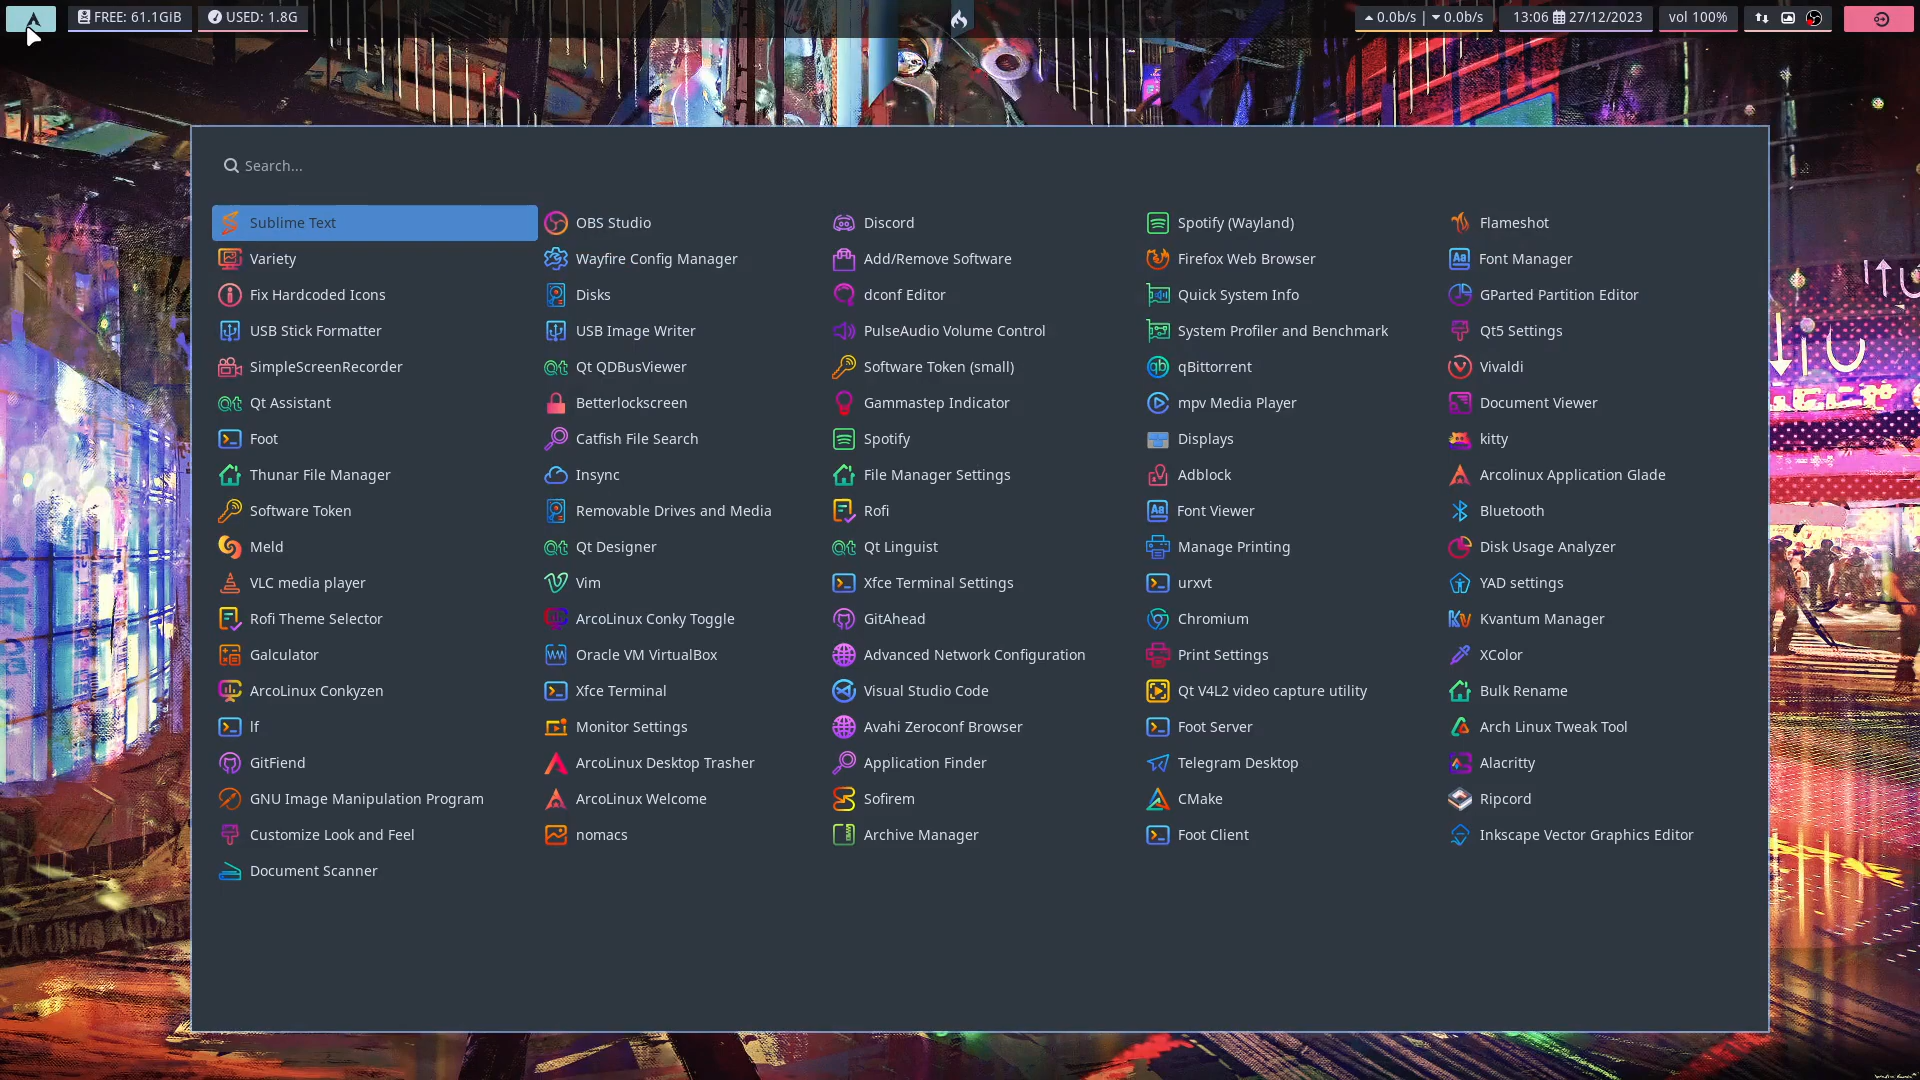 FREE: 61.1GiB
USED: 1.8G
0.0b/s | 0.0b/s
13:06 27/12/2023
vol 100%
Search...
Sublime Text
OBS Studio
Discord
Spotify (Wayland)
Flameshot
Variety
Wayfire Config Manager
Add/Remove Software
Firefox Web Browser
Font Manager
Fix Hardcoded Icons
Disks
dconf Editor
Quick System Info
GParted Partition Editor
USB Stick Formatter
USB Image Writer
PulseAudio Volume Control
System Profiler and Benchmark
Qt5 Settings
SimpleScreenRecorder
Qt QDBusViewer
Software Token (small)
qBittorrent
Vivaldi
Qt Assistant
Betterlockscreen
Gammastep Indicator
mpv Media Player
Document Viewer
Foot
Catfish File Search
Spotify
Displays
kitty
Thunar File Manager
Insync
File Manager Settings
Adblock
Arcolinux Application Glade
Software Token
Removable Drives and Media
Rofi
Font Viewer
Bluetooth
Meld
Qt Designer
Qt Linguist
Manage Printing
Disk Usage Analyzer
VLC media player
Vim
Xfce Terminal Settings
urxvt
YAD settings
Rofi Theme Selector
ArcoLinux Conky Toggle
GitAhead
Chromium
Kvantum Manager
Galculator
Oracle VM VirtualBox
Advanced Network Configuration
Print Settings
XColor
ArcoLinux Conkyzen
Xfce Terminal
Visual Studio Code
Qt V4L2 video capture utility
Bulk Rename
lf
Monitor Settings
Avahi Zeroconf Browser
Foot Server
Arch Linux Tweak Tool
GitFiend
ArcoLinux Desktop Trasher
Application Finder
Telegram Desktop
Alacritty
GNU Image Manipulation Program
ArcoLinux Welcome
Sofirem
CMake
Ripcord
Customize Look and Feel
nomacs
Archive Manager
Foot Client
Inkscape Vector Graphics Editor
Document Scanner